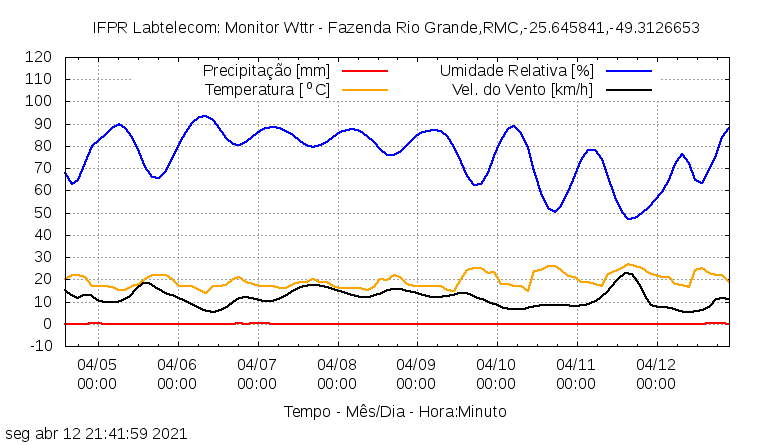 IFPR Labtelecom: Monitor Wttr - Fazenda Rio Grande,RMC,-25.645841,-49.3126653
Precipitação [mm]
Umidade Relativa [%]
Temperatura [⁰C]
Vel. do Vento [km/h]
120
110
100
90
80
70
60
50
40
30
20
10
0
-10
04/05 04/06 04/07 04/08 04/09 04/10 04/11 04/12
00:00 00:00 00:00 00:00 00:00 00:00 00:00 00:00
Tempo - Mês/Dia - Hora:Minuto
seg abr 12 21:41:59 2021